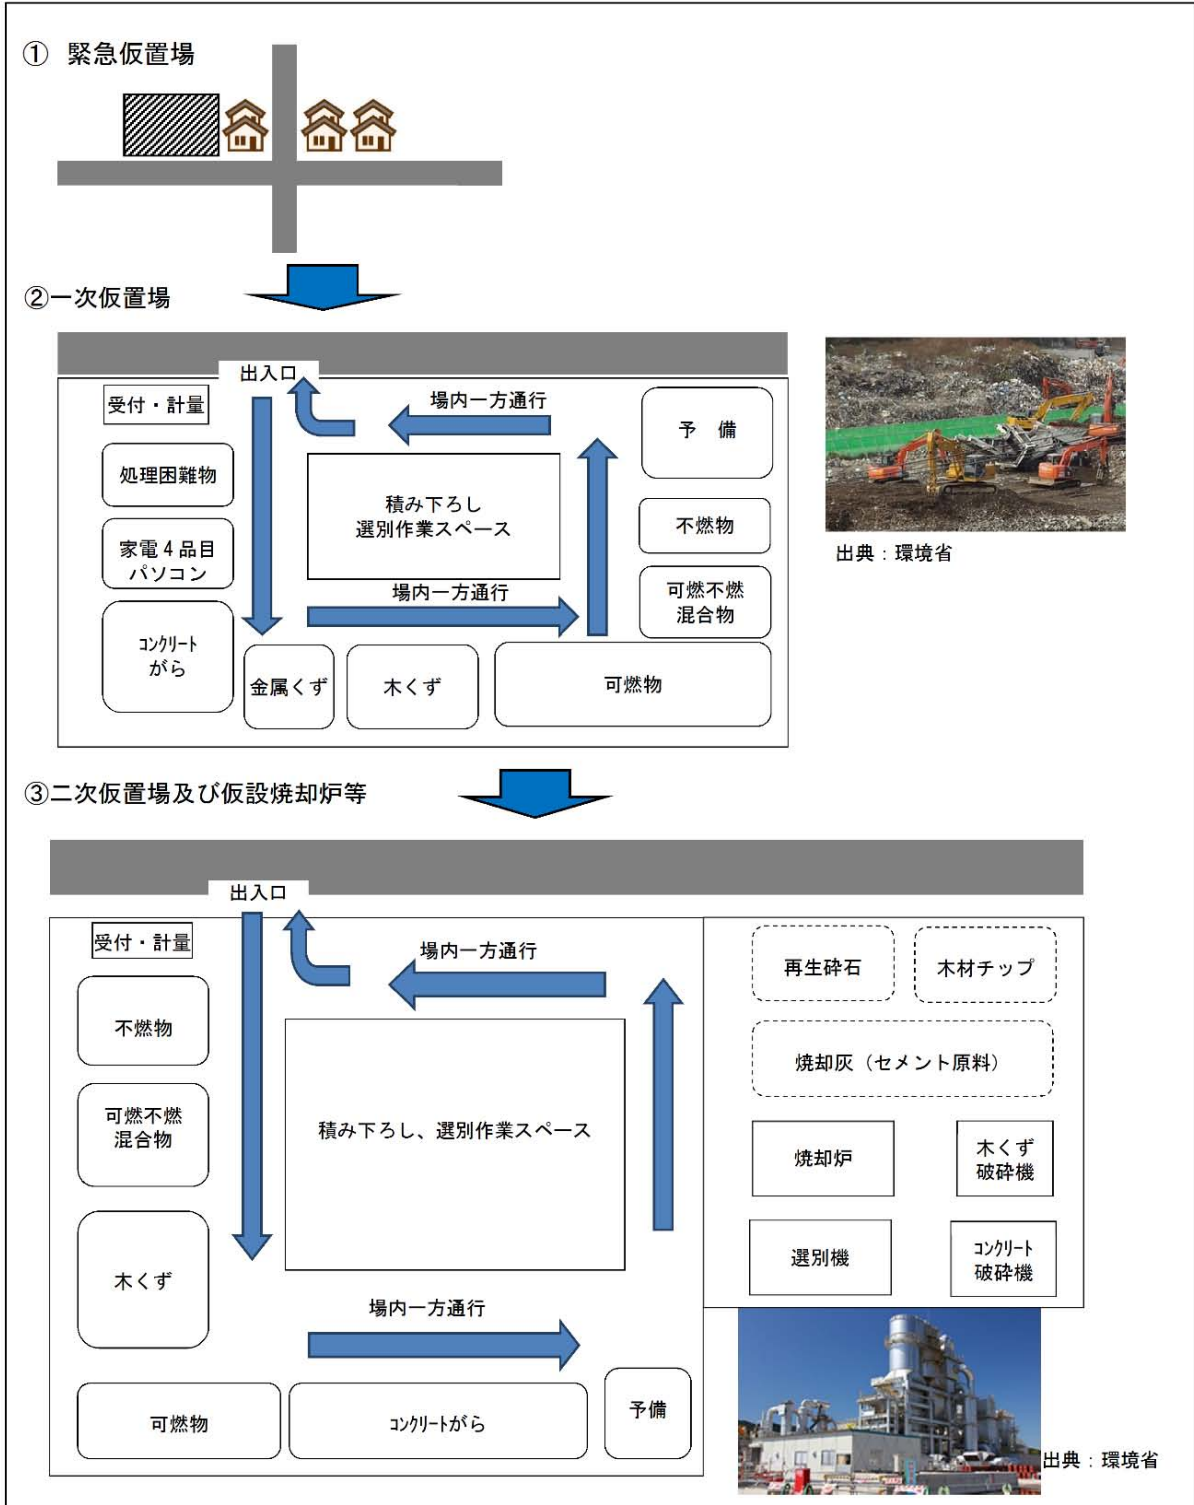 ① 緊急仮置場
②一次仮置場
出入口
受付・計量
場内一方通行
予 備
処理困難物
積み下ろし
選別作業スペース
不燃物
家電４品目
パソコン
出典：環境省
場内一方通行
可燃不燃
混合物
コンクリート
がら
金属くず
木くず
可燃物
③二次仮置場及び仮設焼却炉等
出入口
受付・計量
場内一方通行
再生砕石
木材チップ
不燃物
焼却灰（セメント原料）
可燃不燃
混合物
積み下ろし、選別作業スペース
焼却炉
木くず
破砕機
選別機
コンクリート
破砕機
木くず
場内一方通行
可燃物
コンクリートがら
予備
出典：環境省